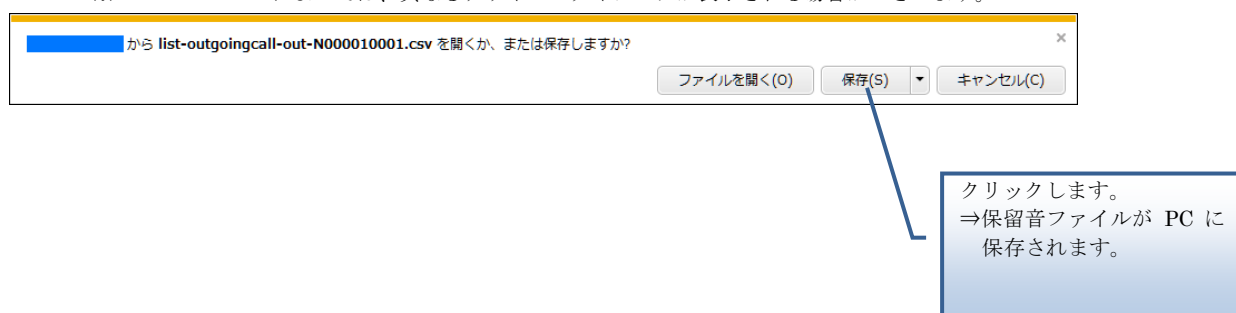 から list-outgoingcall-out-N000010001.csv を開くか、または保存しますか?
×
ファイルを開く(O) 保存(S) キャンセル(C)
クリックします。
⇒保留音ファイルが PC に
保存されます。